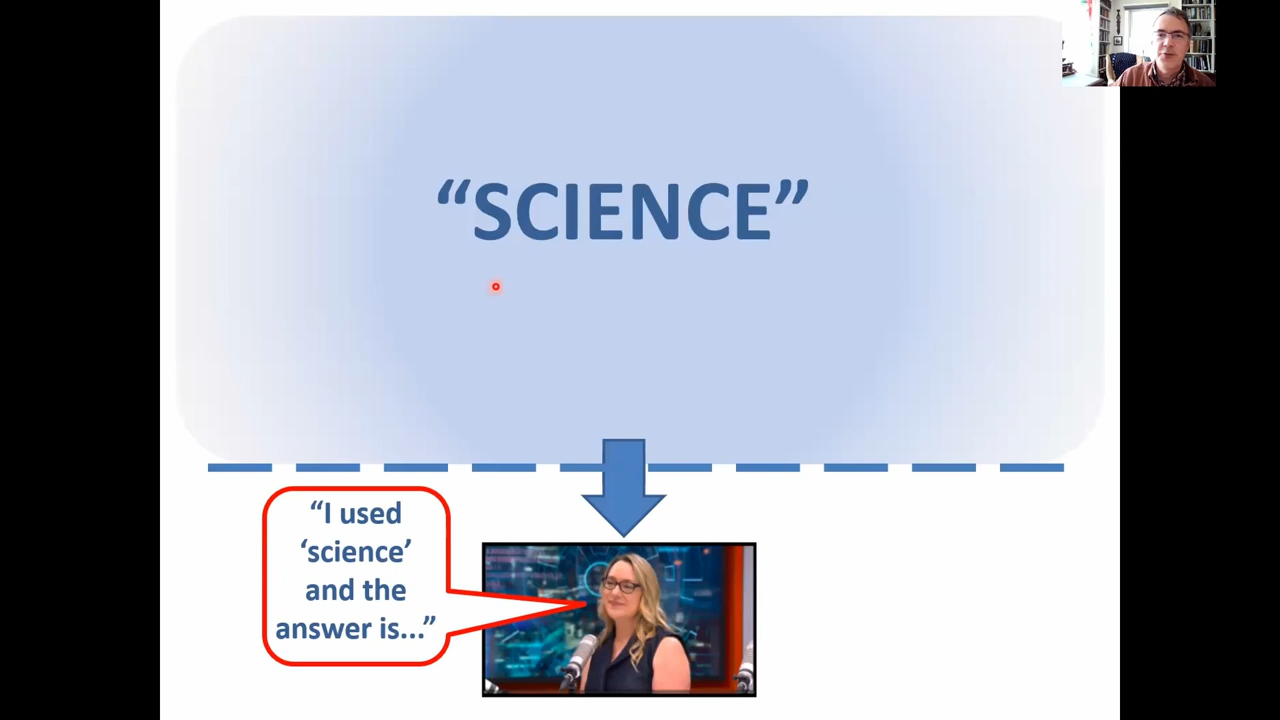 “SCIENCE”
“I used
‘science’
and the
answer is...”